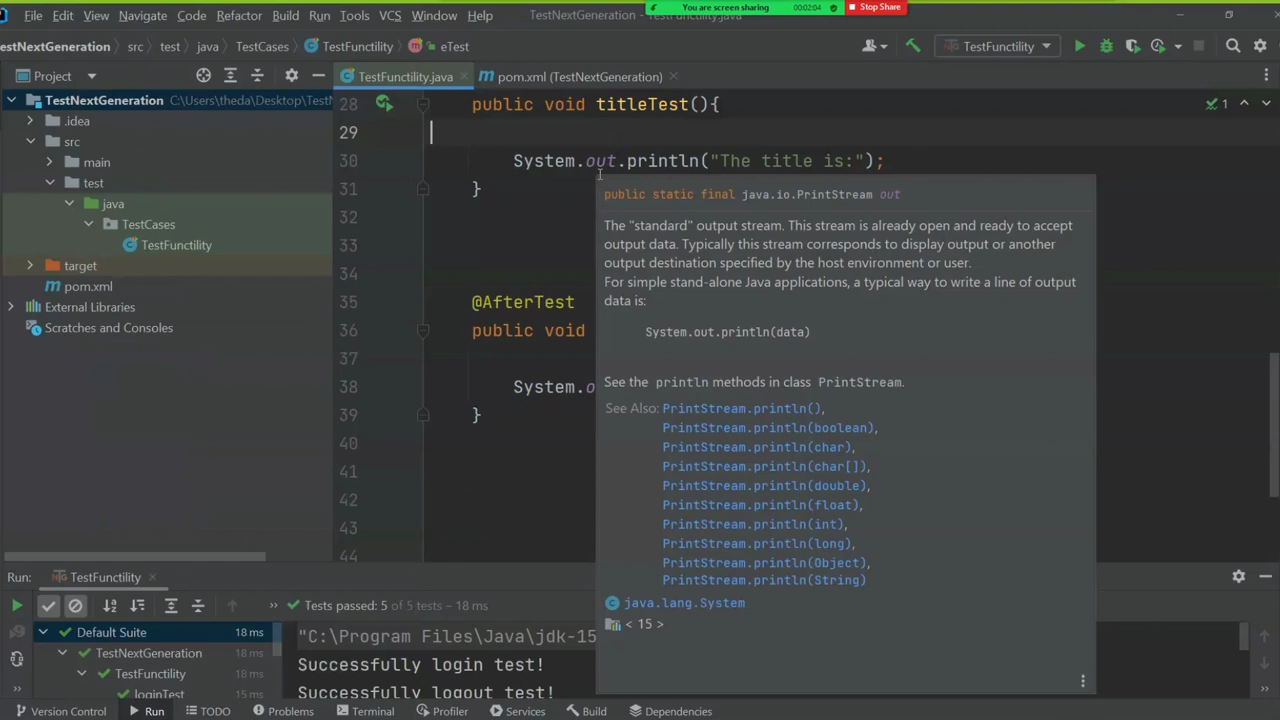 You are screen sharing 00:02:04 Stop Share
File Edit View Navigate Code Refactor Build Run Tools VCS Window Help TestNextGeneration - TestFunctility.java
estNextGeneration src test java TestCases TestFunctility eTest TestFunctility
Project TestFunctility.java pom.xml (TestNextGeneration)
TestNextGeneration C:\Users\theda\Desktop\TestN
.idea
src
main
test
java
TestCases
TestFunctility
target
pom.xml
External Libraries
Scratches and Consoles
28 public void titleTest(){ 1
29
30 System.out.println("The title is:");
31 }
32
33
34
35 @AfterTest
36 public void
37
38 System.o
39 }
40
41
42
43
44
public static final java.io.PrintStream out
The "standard" output stream. This stream is already open and ready to
accept output data. Typically this stream corresponds to display output or another
output destination specified by the host environment or user.
For simple stand-alone Java applications, a typical way to write a line of output
data is:
System.out.println(data)
See the println methods in class PrintStream.
See Also: PrintStream.println(),
PrintStream.println(boolean),
PrintStream.println(char),
PrintStream.println(char[]),
PrintStream.println(double),
PrintStream.println(float),
PrintStream.println(int),
PrintStream.println(long),
PrintStream.println(Object),
PrintStream.println(String)
java.lang.System
< 15 >
Run: TestFunctility
Tests passed: 5 of 5 tests – 18 ms
Default Suite 18 ms
TestNextGeneration 18 ms
TestFunctility 18 ms
loginTest 15 ms
"C:\Program Files\Java\jdk-15
Successfully login test!
Successfully logout test!
Version Control Run TODO Problems Terminal Profiler Services Build Dependencies